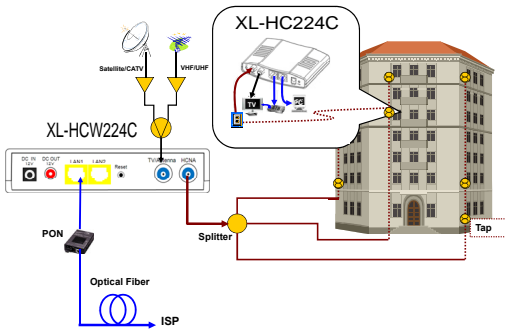 XL-HC224C
Satellite/CATV
VHF/UHF
TV
PC
XL-HCW224C
DC IN
12V
DC OUT
12V
LAN1
LAN2
Reset
TV/Antenna
HCNA
PON
Splitter
Tap
Optical Fiber
ISP